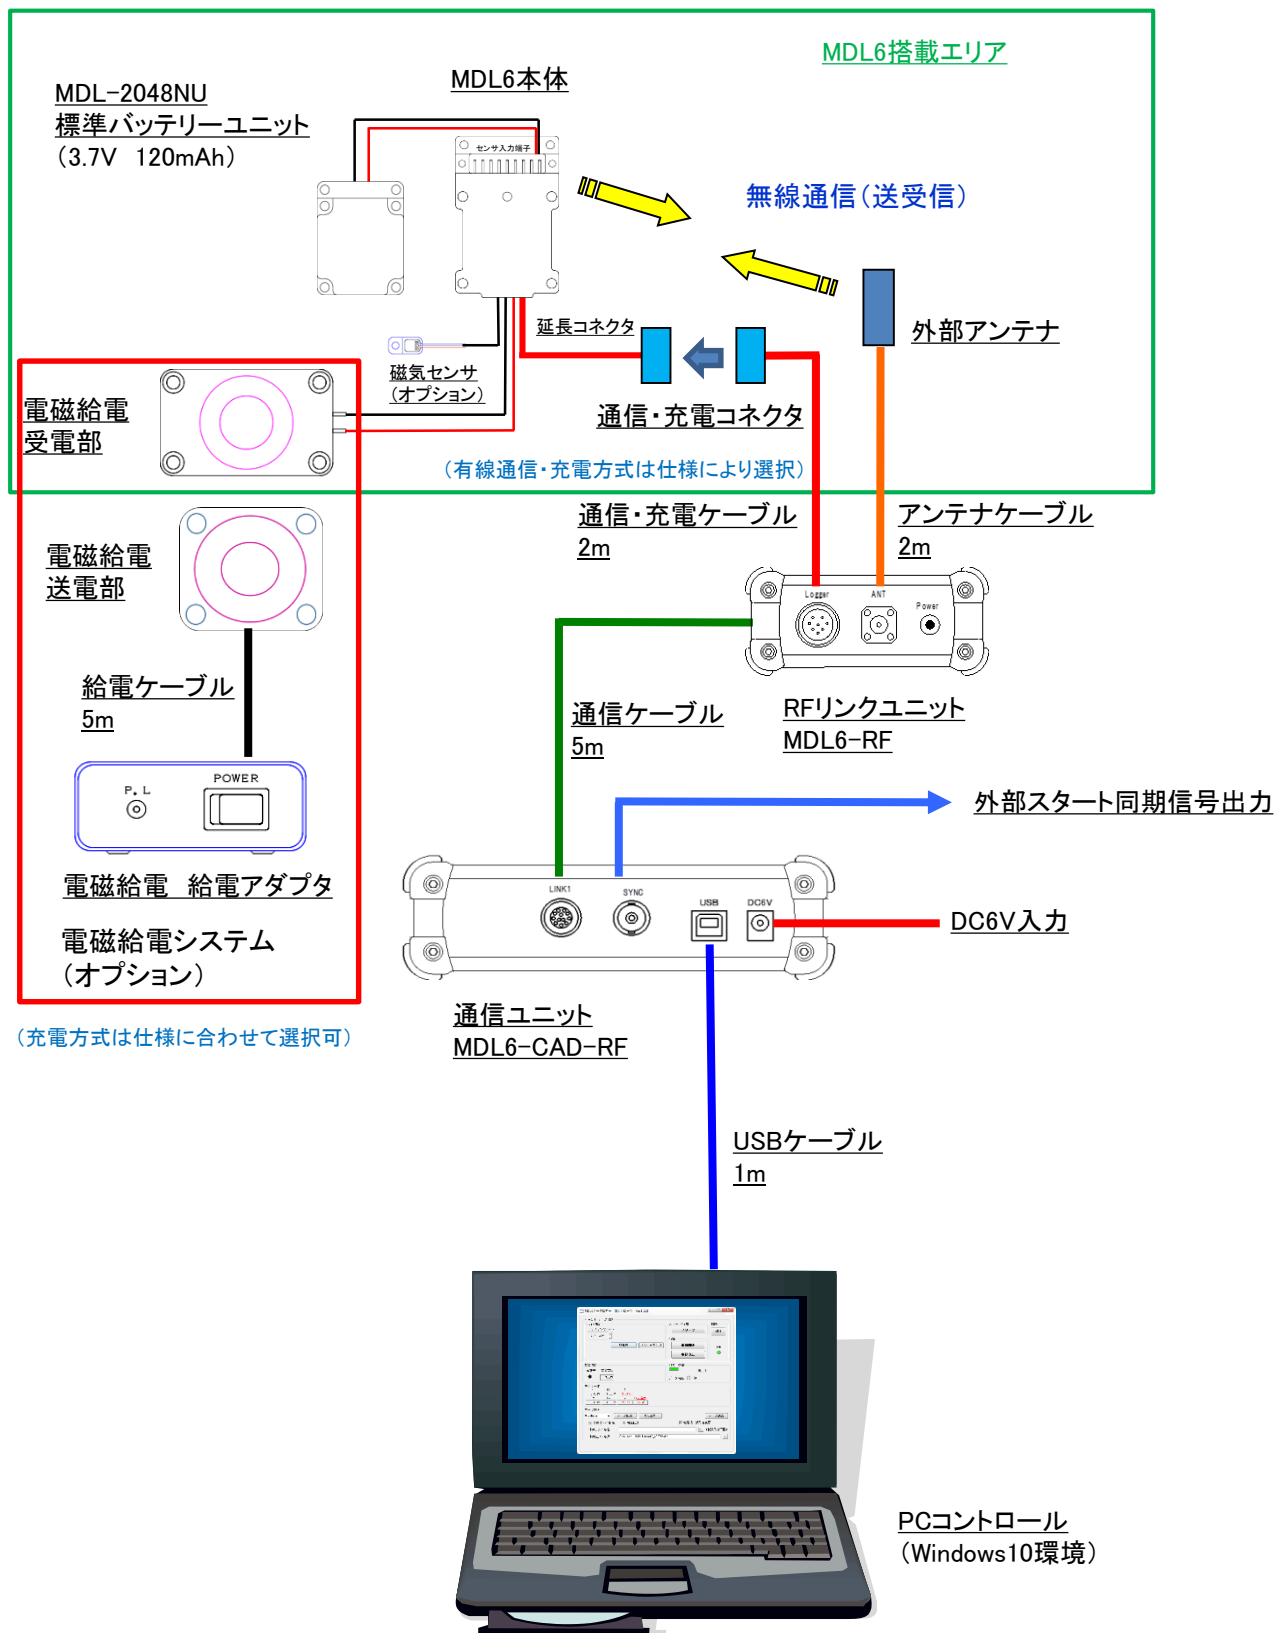 MDL6搭載エリア
MDL6本体
MDL-2048NU
標準バッテリーユニット
（3.7V　120mAh）
センサ入力端子
無線通信（送受信）
外部アンテナ
延長コネクタ
磁気センサ
（オプション）
通信・充電コネクタ
電磁給電
受電部
（有線通信・充電方式は仕様により選択）
通信・充電ケーブル
2m
アンテナケーブル
2m
電磁給電
送電部
Logger
ANT
Power
給電ケーブル
5m
通信ケーブル
5m
RFリンクユニット
MDL6-RF
P. L
POWER
外部スタート同期信号出力
電磁給電　給電アダプタ
LINK1
SYNC
USB
DC6V
DC6V入力
電磁給電システム
（オプション）
通信ユニット
MDL6-CAD-RF
（充電方式は仕様に合わせて選択可）
USBケーブル
1m
PCコントロール
（Windows10環境）